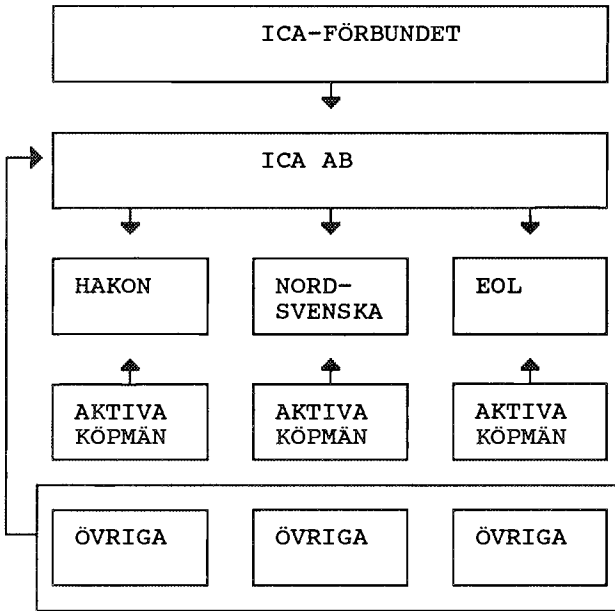 ICA-FÖRBUNDET
ICA AB
HAKON
NORD-
SVENSKA
EOL
AKTIVA
KÖPMÄN
AKTIVA
KÖPMÄN
AKTIVA
KÖPMÄN
ÖVRIGA
ÖVRIGA
ÖVRIGA